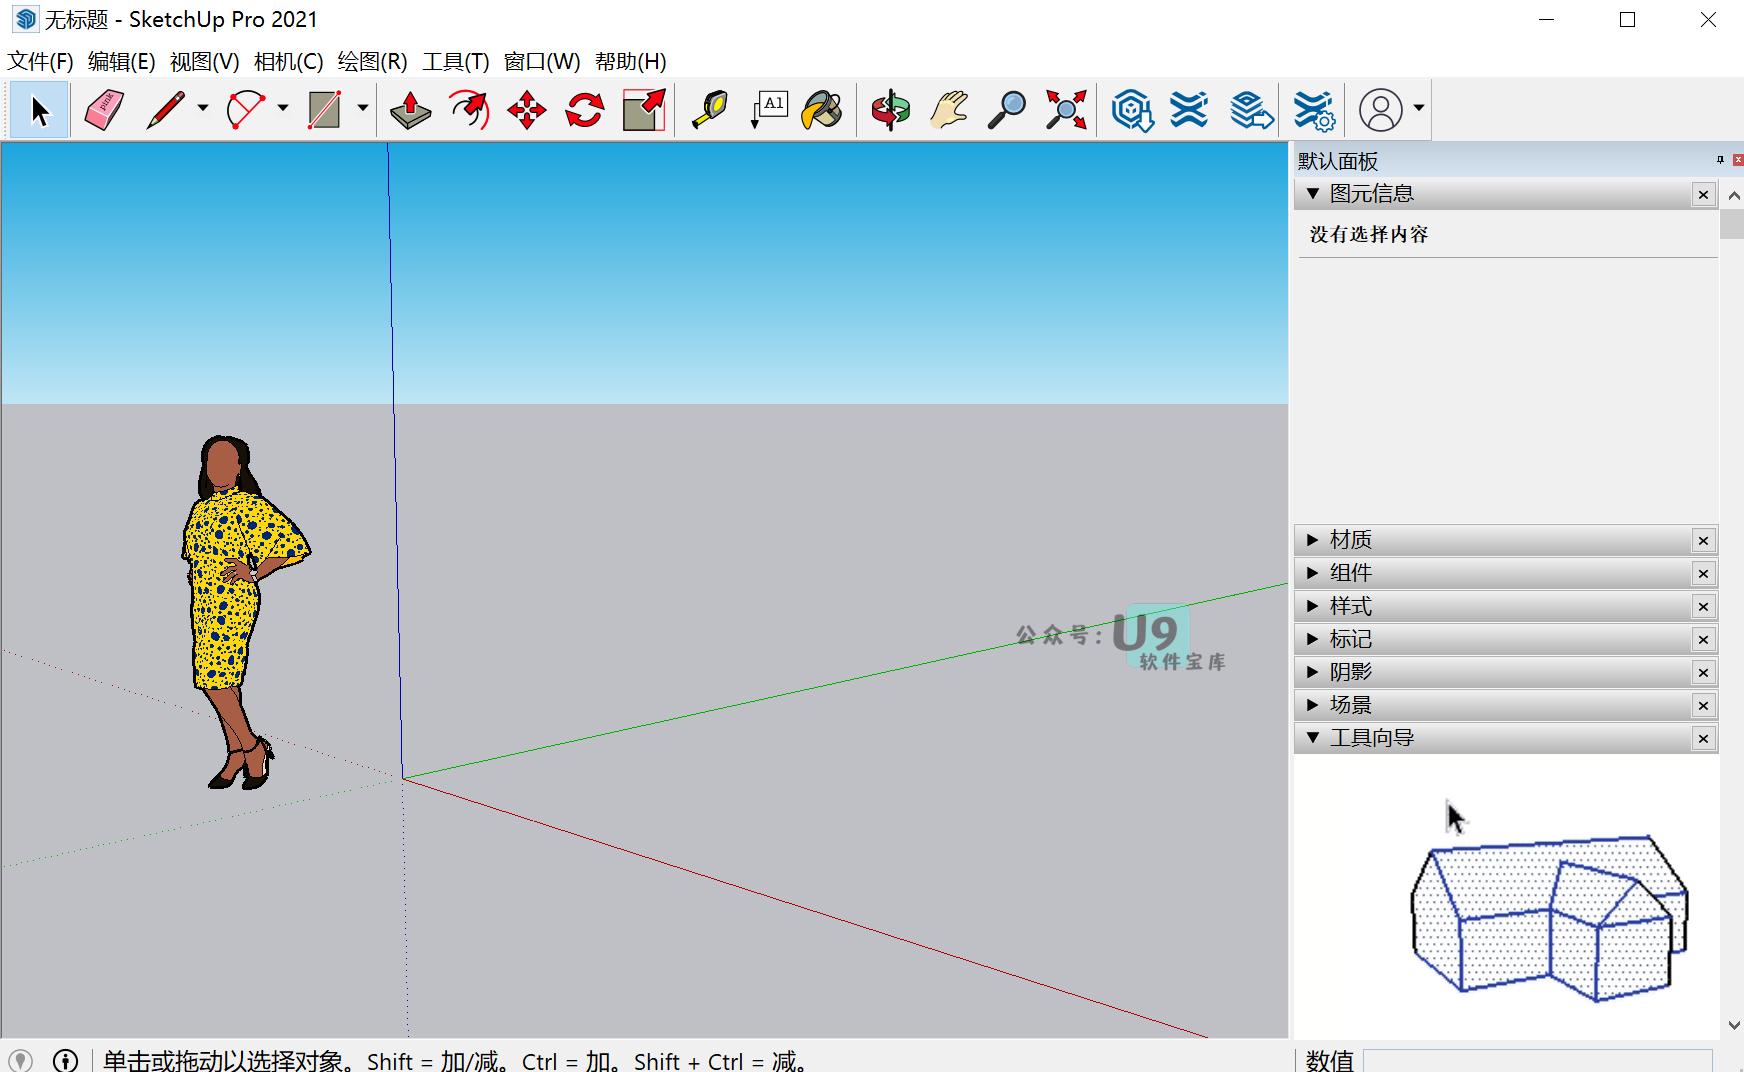 无标题 - SketchUp Pro 2021
文件(F) 编辑(E) 视图(V) 相机(C) 绘图(R) 工具(T) 窗口(W) 帮助(H)
pink
A1
默认面板
图元信息
没有选择内容
材质
组件
样式
标记
阴影
场景
工具向导
公众号: U9
软件宝库
单击或拖动以选择对象。Shift = 加/减。Ctrl = 加。Shift + Ctrl = 减。
数值